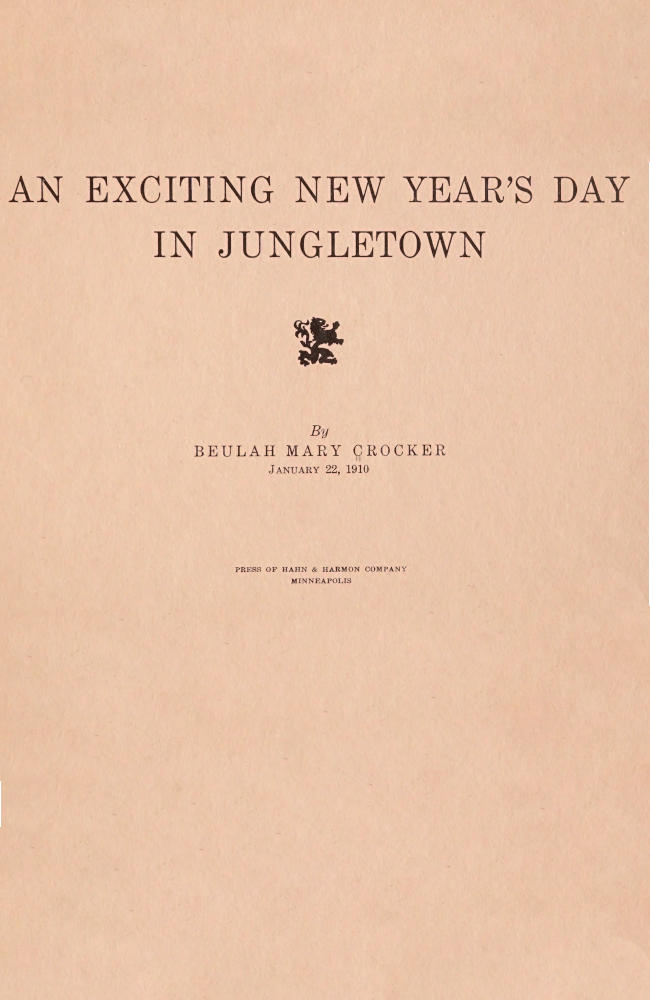 AN EXCITING NEW YEAR'S DAY
IN JUNGLETOWN
By
BEULAH MARY CROCKER
JANUARY 22, 1910
PRESS OF HAHN & HARMON COMPANY
MINNEAPOLIS